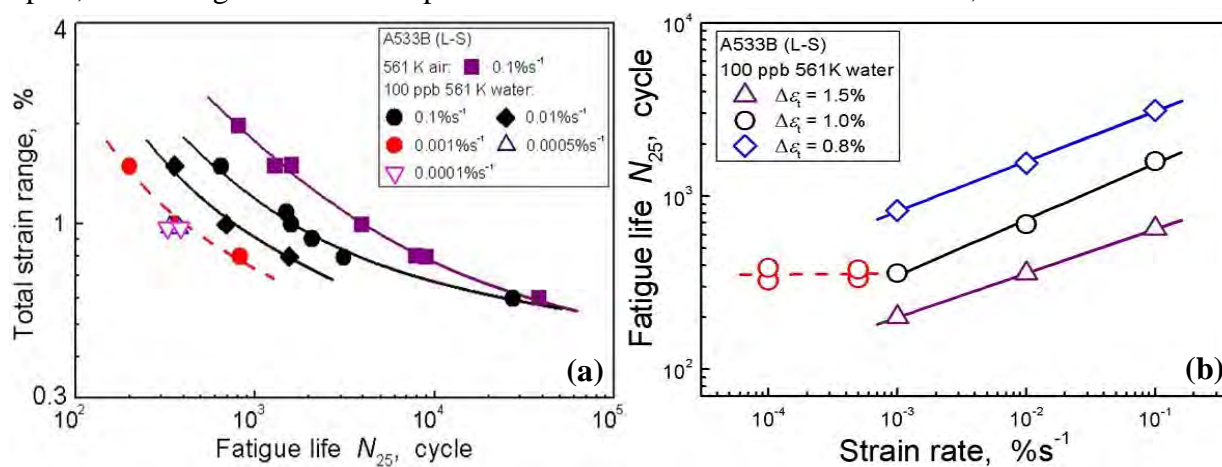 4
A533B (L-S)
561 K air: 0.1%s⁻¹
100 ppb 561K water:
0.1%s⁻¹ 0.01%s⁻¹
0.001%s⁻¹ 0.0005%s⁻¹
0.0001%s⁻¹
Total strain range, %
1
0.3
(a)
10² 10³ 10⁴ 10⁵
Fatigue life N₂₅, cycle
10⁴
A533B (L-S)
100 ppb 561K water
Δεₜ = 1.5%
Δεₜ = 1.0%
Δεₜ = 0.8%
Fatigue life N₂₅, cycle
10³
10²
(b)
10⁻⁴ 10⁻³ 10⁻² 10⁻¹
Strain rate, %s⁻¹